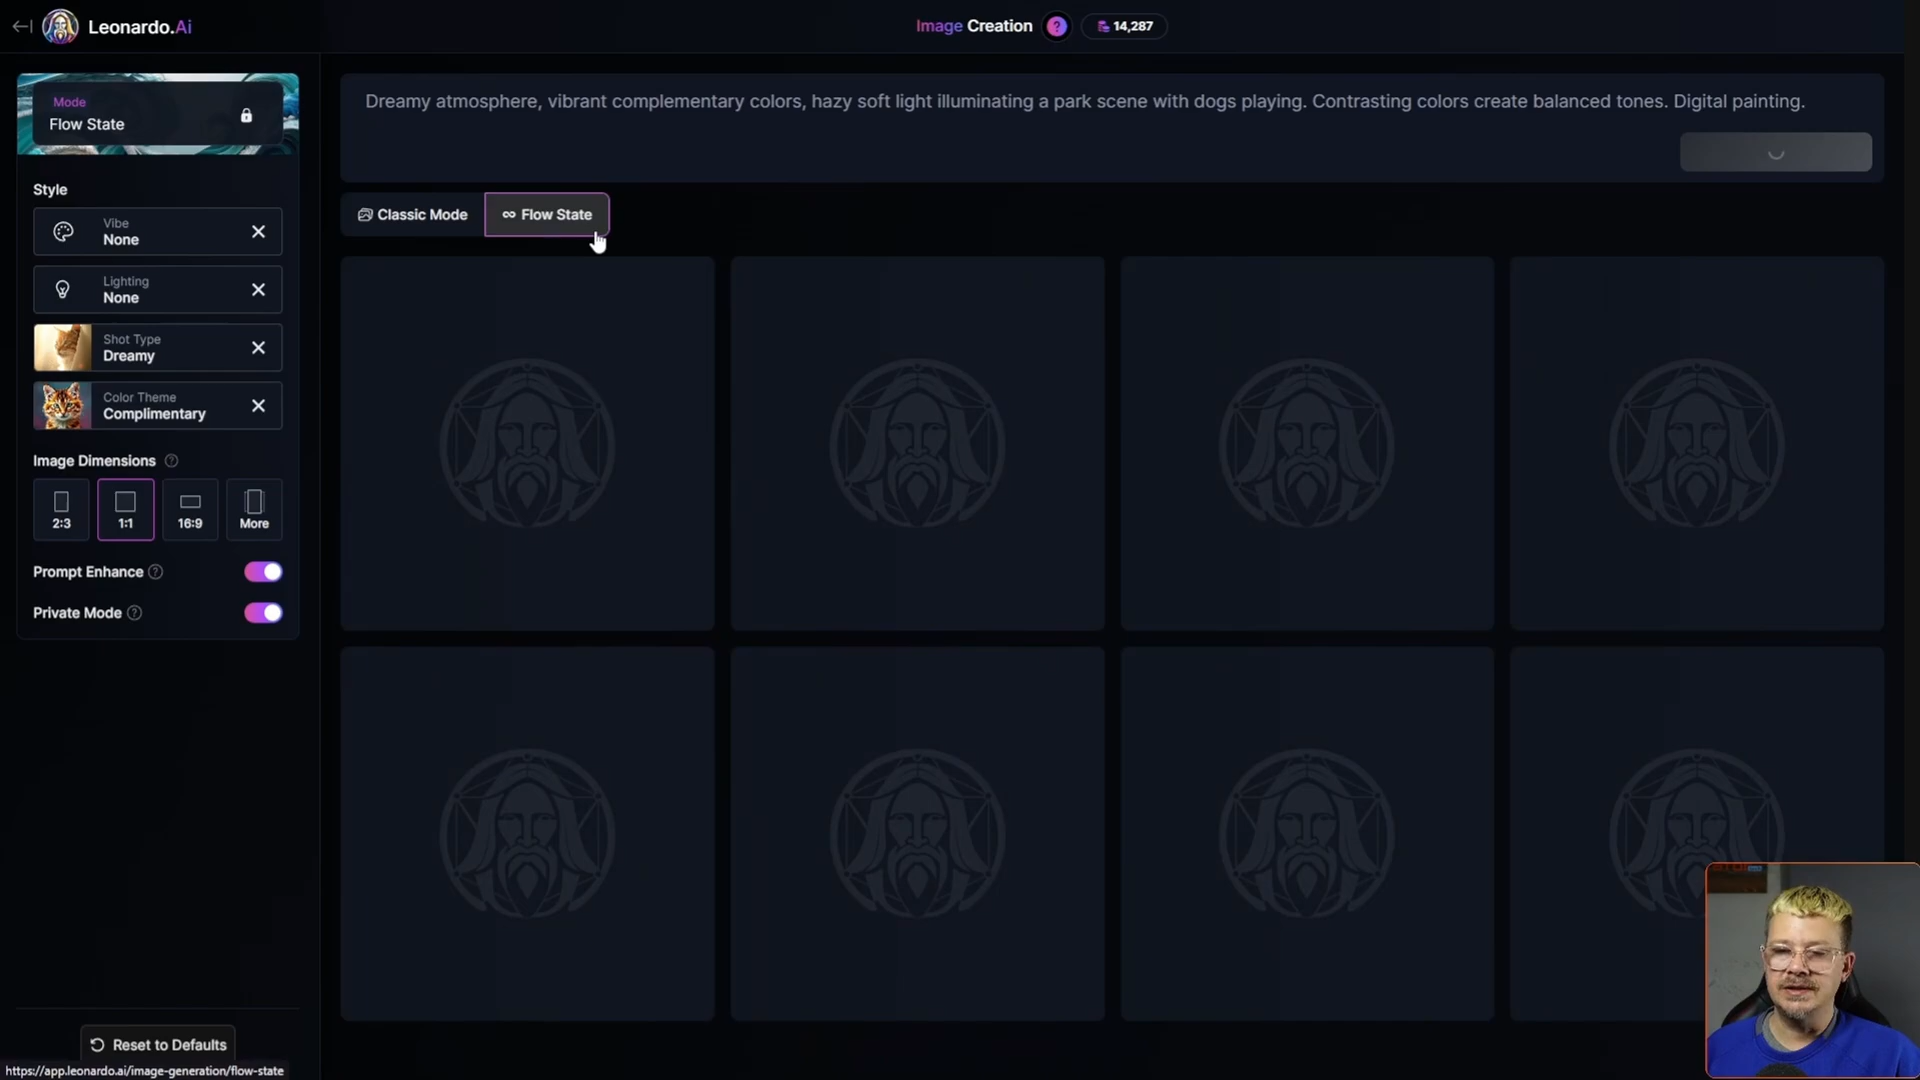 Leonardo.Ai
Image Creation
?
14,287
Mode
Flow State
Dreamy atmosphere, vibrant complementary colors, hazy soft light illuminating a park scene with dogs playing. Contrasting colors create balanced tones. Digital painting.
Classic Mode
Flow State
Style
Vibe
None
Lighting
None
Shot Type
Dreamy
Color Theme
Complimentary
Image Dimensions ?
2:3
1:1
16:9
More
Prompt Enhance ?
Private Mode ?
Reset to Defaults
https://app.leonardo.ai/image-generation/flow-state